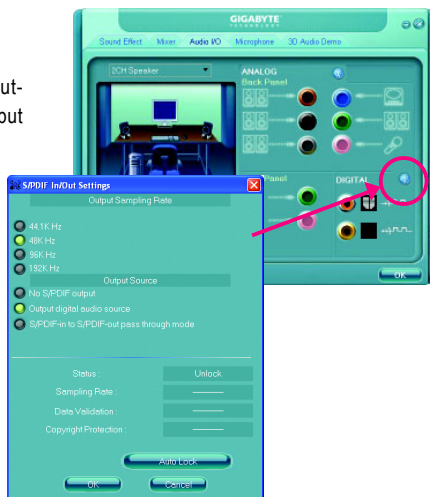 ut-
out
GIGABYTE
TECHNOLOGY
Sound Effect Mixer Audio I/O Microphone 3D Audio Demo
2CH Speaker
ANALOG
Back Panel
Panel
DIGITAL
OK
S/PDIF In/Out Settings
Output Sampling Rate
44.1K Hz
48K Hz
96K Hz
192K Hz
Output Source
No S/PDIF output
Output digital audio source
S/PDIF-in to S/PDIF-out pass through mode
Status : Unlock
Sampling Rate : ———
Data Validation : ———
Copyright Protection : ———
Auto Lock
OK Cancel